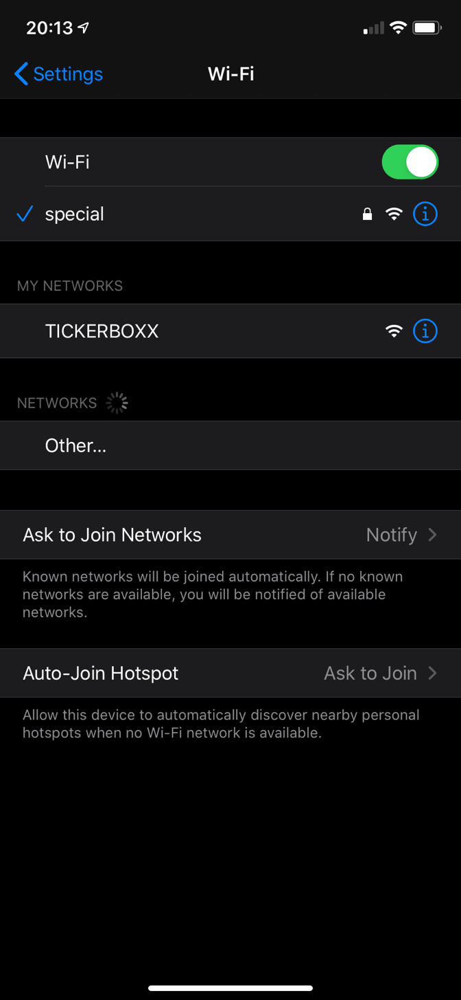 20:13
Settings
Wi-Fi
Wi-Fi
special
MY NETWORKS
TICKERBOXX
NETWORKS
Other...
Ask to Join Networks Notify
Known networks will be joined automatically. If no known
networks are available, you will be notified of available
networks.
Auto-Join Hotspot Ask to Join
Allow this device to automatically discover nearby personal
hotspots when no Wi-Fi network is available.